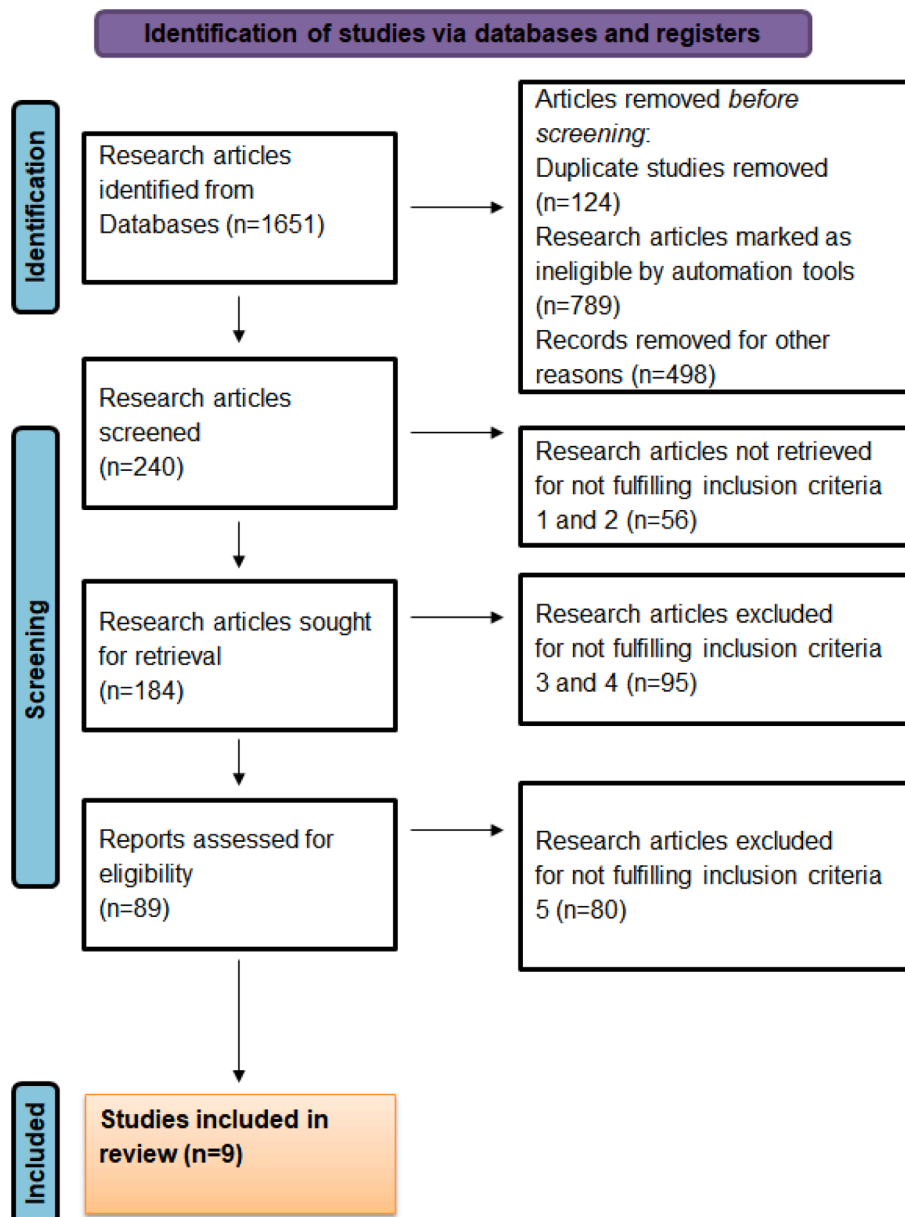 Identification of studies via databases and registers
Identification
Research articles
identified from
Databases (n=1651)
Articles removed before
screening:
Duplicate studies removed
(n=124)
Research articles marked as
ineligible by automation tools
(n=789)
Records removed for other
reasons (n=498)
Screening
Research articles
screened
(n=240)
Research articles not retrieved
for not fulfilling inclusion criteria
1 and 2 (n=56)
Research articles sought
for retrieval
(n=184)
Research articles excluded
for not fulfilling inclusion criteria
3 and 4 (n=95)
Reports assessed for
eligibility
(n=89)
Research articles excluded
for not fulfilling inclusion criteria
5 (n=80)
Included
Studies included in
review (n=9)